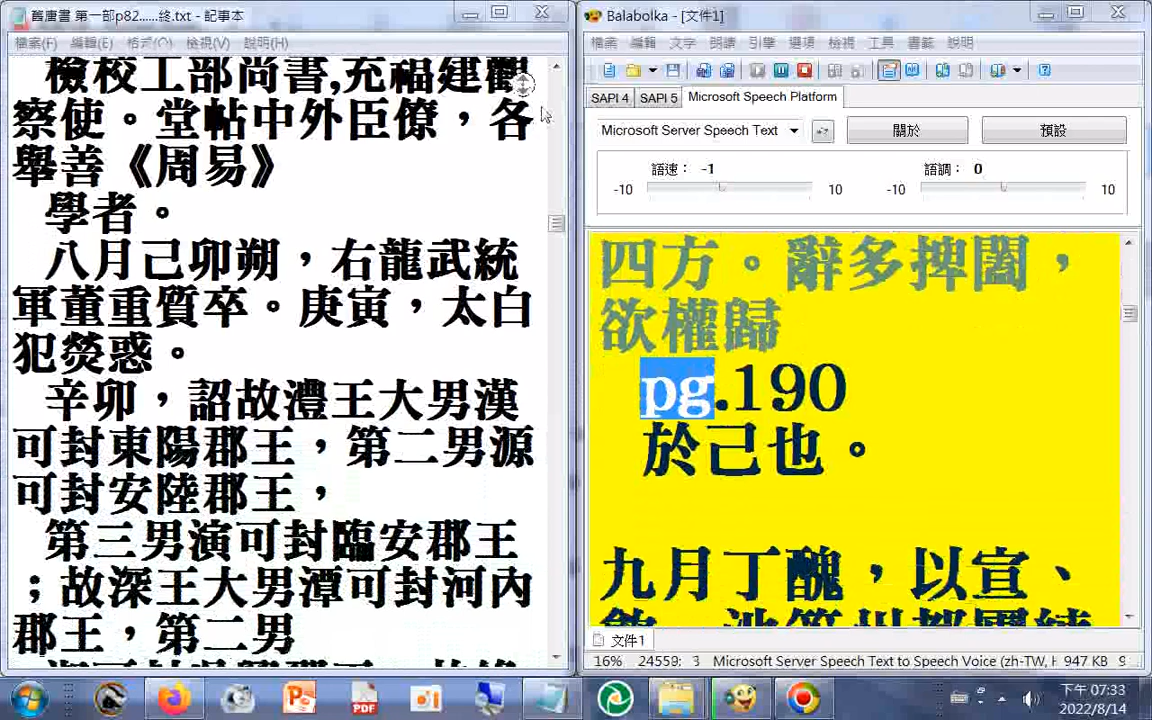 舊唐書 第一部p82......終.txt - 記事本
檔案(F) 編輯(E) 格式(O) 檢視(V) 說明(H)
檢校工部尚書,充福建觀
察使。堂帖中外臣僚，各
舉善《周易》
學者。
八月己卯朔，右龍武統
軍董重質卒。庚寅，太白
犯熒惑。
辛卯，詔故澧王大男漢
可封東陽郡王，第二男源
可封安陸郡王，
第三男演可封臨安郡王
；故深王大男潭可封河內
郡王，第二男
Balabolka - [文件1]
檔案 編輯 文字 朗讀 引擎 選項 檢視 工具 書籤 說明
SAPI 4 SAPI 5 Microsoft Speech Platform
Microsoft Server Speech Text 關於 預設
語速： -1 語調： 0
-10 10 -10 10
四方。辭多捭闔，
欲權歸
pg.190
於己也。
九月丁醜，以宣、
文件1
16% 24559: 3 Microsoft Server Speech Text to Speech Voice (zh-TW, H 947 KB 9
下午 07:33
2022/8/14